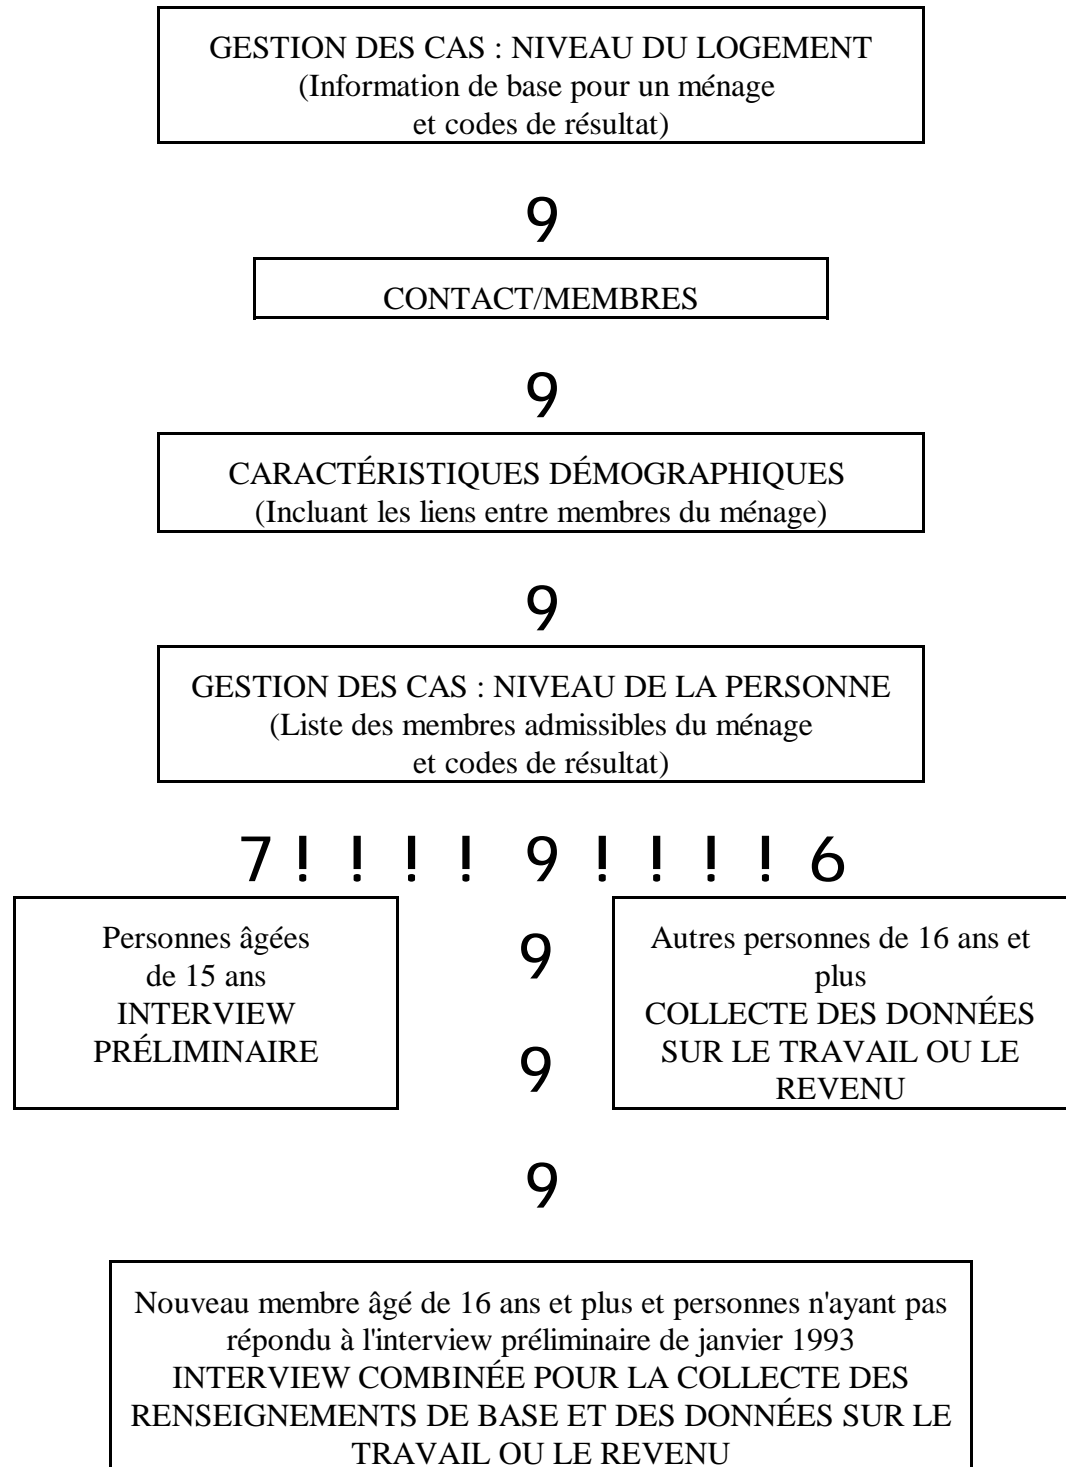 GESTION DES CAS : NIVEAU DU LOGEMENT
(Information de base pour un ménage
et codes de résultat)
9
CONTACT/MEMBRES
9
CARACTÉRISTIQUES DÉMOGRAPHIQUES
(Incluant les liens entre membres du ménage)
9
GESTION DES CAS : NIVEAU DE LA PERSONNE
(Liste des membres admissibles du ménage
et codes de résultat)
7 ! ! ! ! 9 ! ! ! ! 6
Personnes âgées
de 15 ans
INTERVIEW
PRÉLIMINAIRE
9
9
Autres personnes de 16 ans et
plus
COLLECTE DES DONNÉES
SUR LE TRAVAIL OU LE
REVENU
9
Nouveau membre âgé de 16 ans et plus et personnes n'ayant pas
répondu à l'interview préliminaire de janvier 1993
INTERVIEW COMBINÉE POUR LA COLLECTE DES
RENSEIGNEMENTS DE BASE ET DES DONNÉES SUR LE
TRAVAIL OU LE REVENU